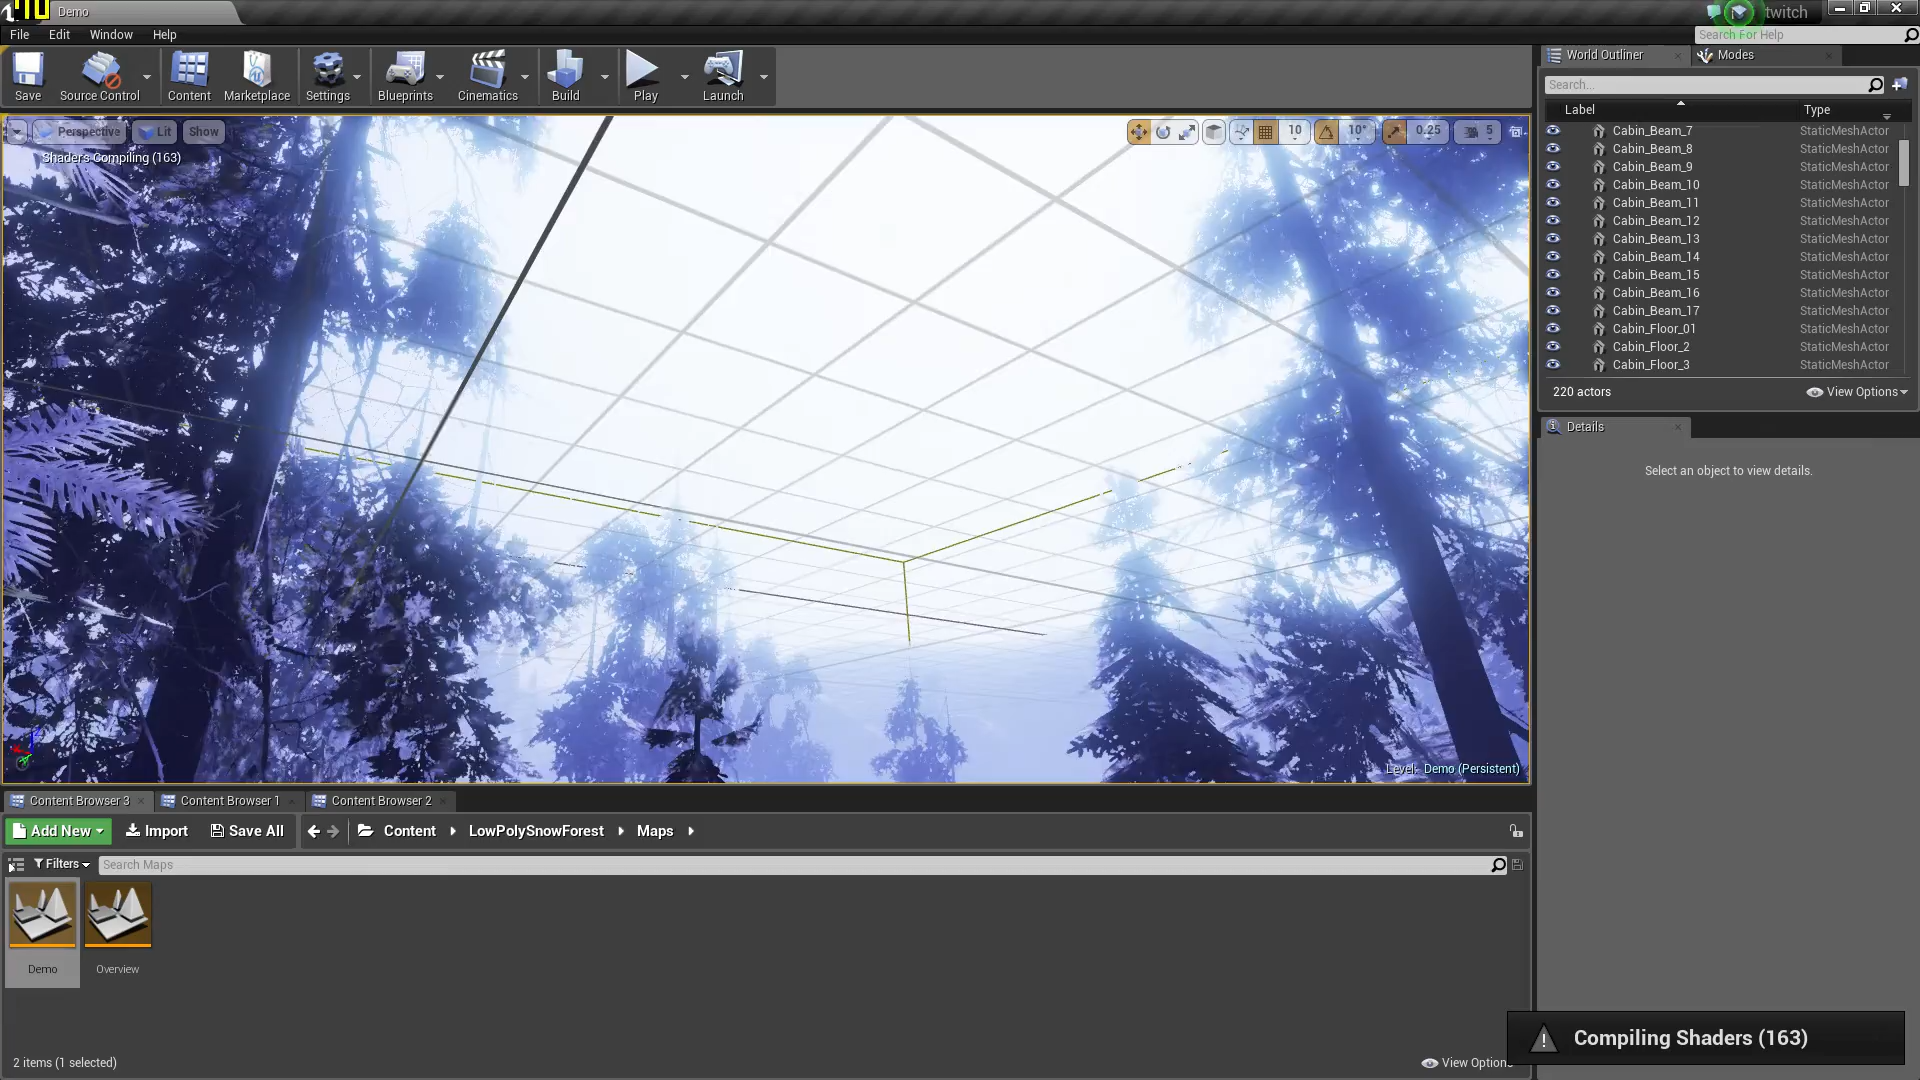 Demo
twitch
File Edit Window Help
Search For Help
Save Source Control Content Marketplace Settings Blueprints Cinematics Build Play Launch
World Outliner Modes
Search...
Label Type
Perspective Lit Show 10 10° 0.25 5
Shaders Compiling (163)
Cabin_Beam_7 StaticMeshActor
Cabin_Beam_8 StaticMeshActor
Cabin_Beam_9 StaticMeshActor
Cabin_Beam_10 StaticMeshActor
Cabin_Beam_11 StaticMeshActor
Cabin_Beam_12 StaticMeshActor
Cabin_Beam_13 StaticMeshActor
Cabin_Beam_14 StaticMeshActor
Cabin_Beam_15 StaticMeshActor
Cabin_Beam_16 StaticMeshActor
Cabin_Beam_17 StaticMeshActor
Cabin_Floor_01 StaticMeshActor
Cabin_Floor_2 StaticMeshActor
Cabin_Floor_3 StaticMeshActor
220 actors View Options
Details
Select an object to view details.
Level: Demo (Persistent)
Content Browser 3 Content Browser 1 Content Browser 2
Add New Import Save All Content LowPolySnowForest Maps
Filters Search Maps
Demo Overview
2 items (1 selected) View Options
Compiling Shaders (163)